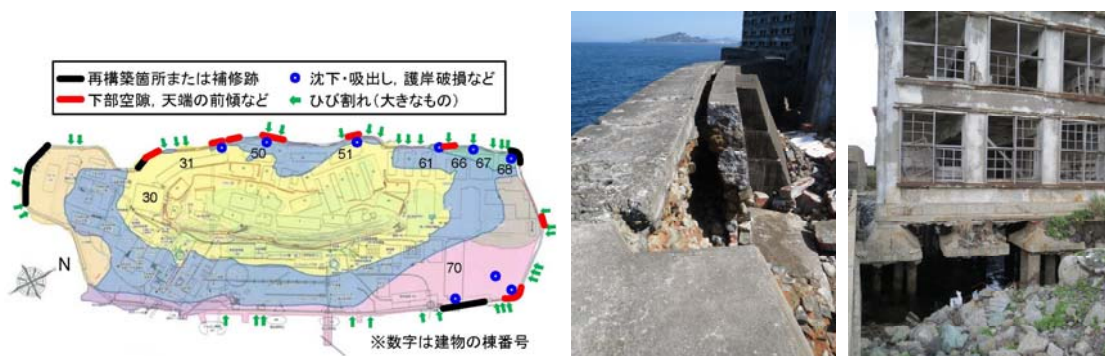 再構築箇所または補修跡
沈下・吸出し, 護岸破損など
下部空隙, 天端の前傾など
ひび割れ(大きなもの)
31
50
51
61
66
67
68
30
N
70
※数字は建物の棟番号